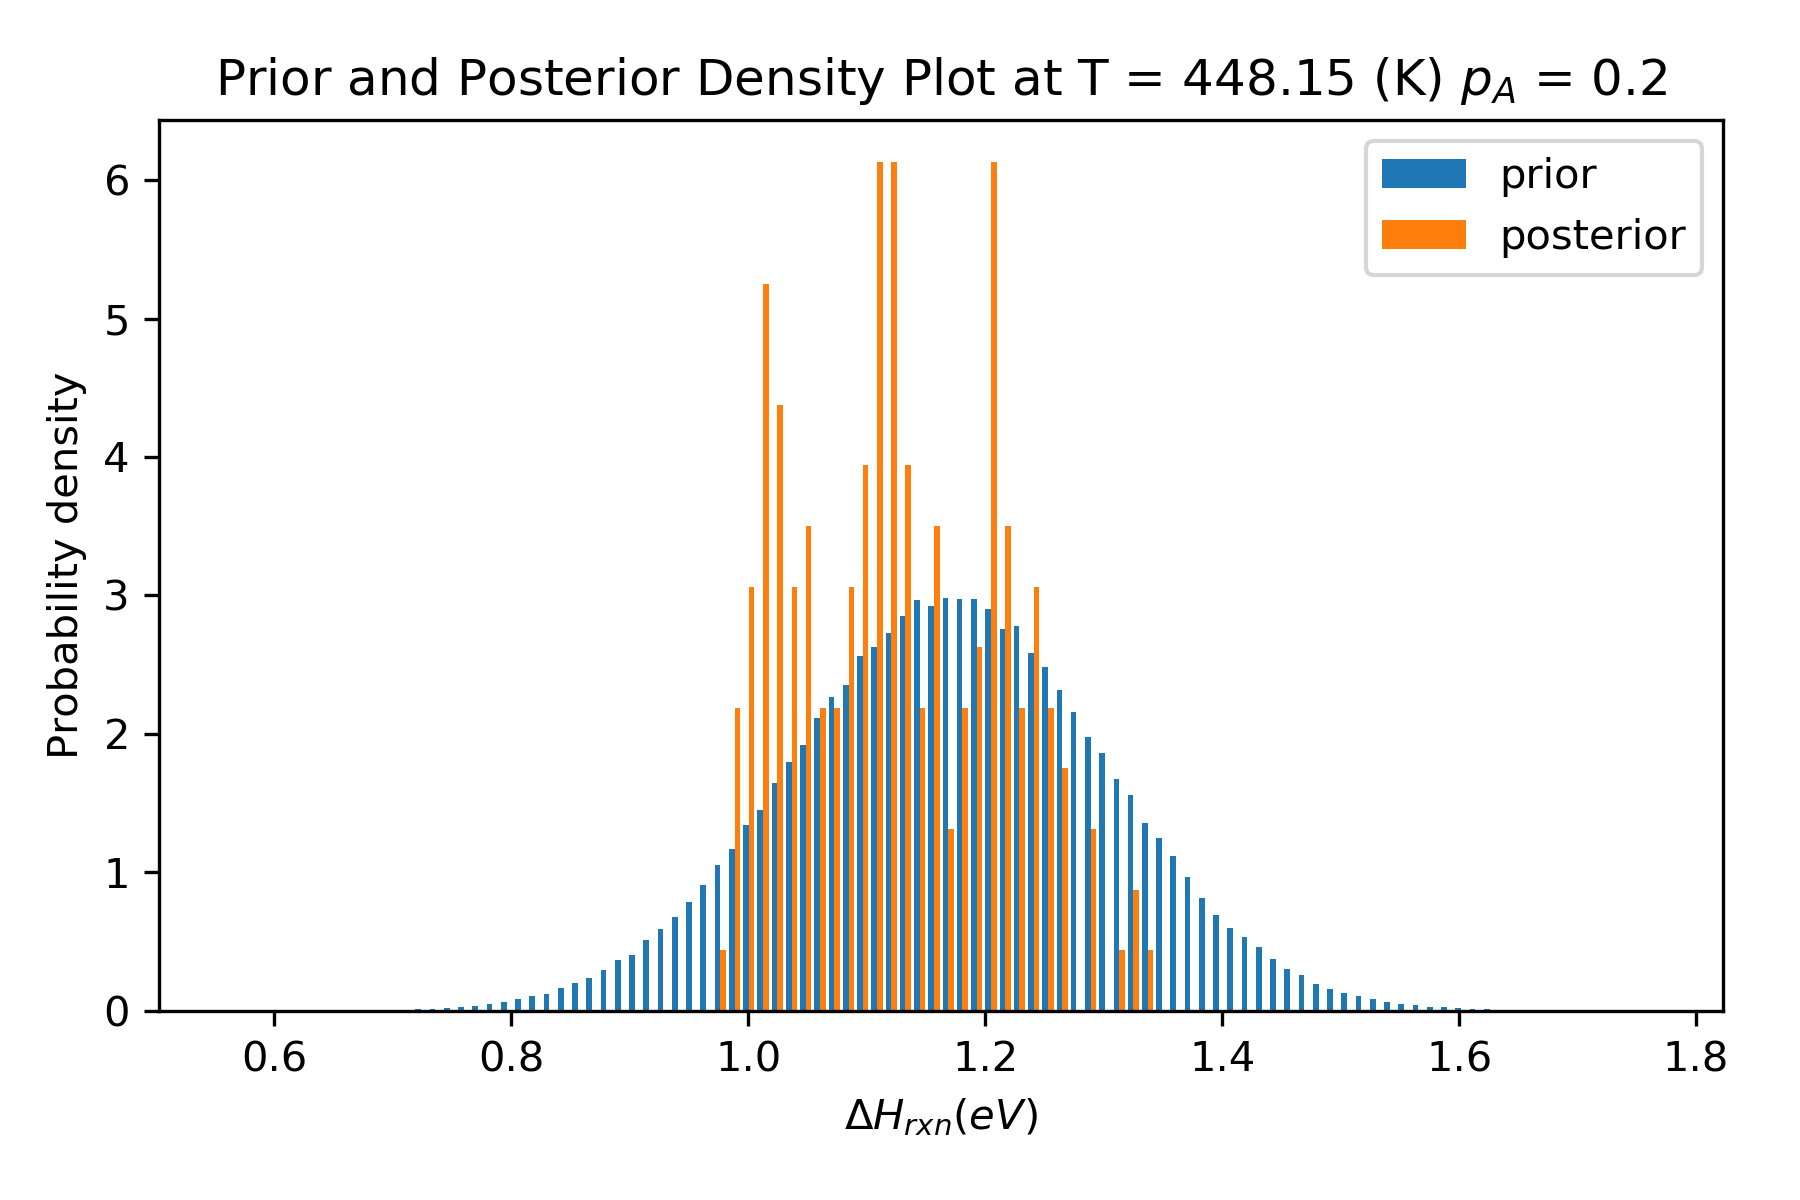 Prior and Posterior Density Plot at T = 448.15 (K) p_A = 0.2
prior
posterior
Probability density
6
5
4
3
2
1
0
0.6 0.8 1.0 1.2 1.4 1.6 1.8
ΔH_rxn(eV)